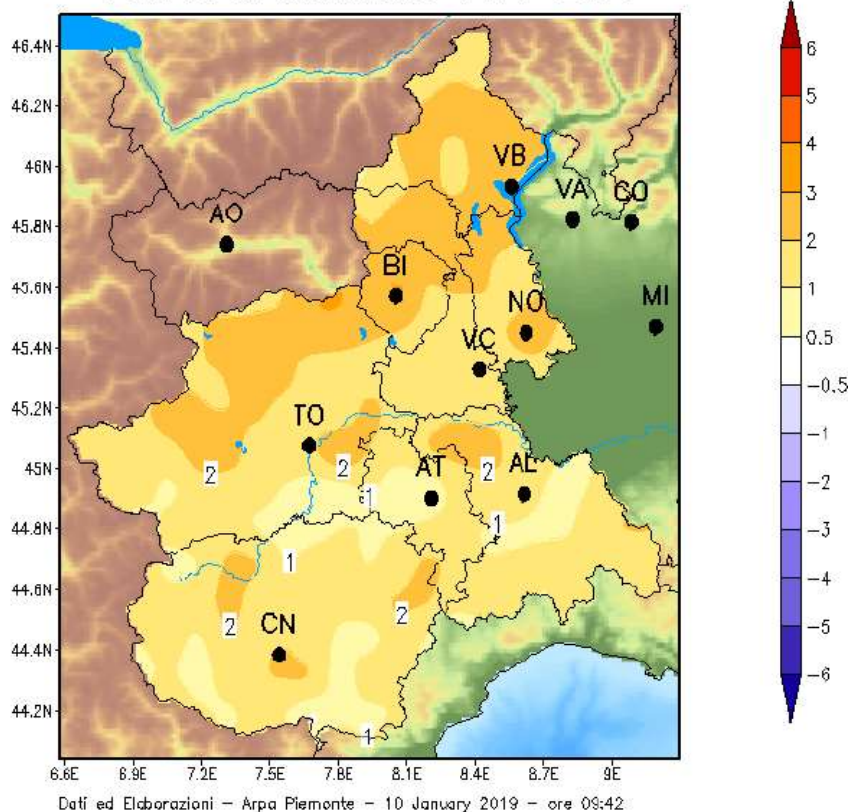 46.4N
46.2N
46N
45.8N
45.6N
45.4N
45.2N
45N
44.8N
44.6N
44.4N
44.2N
6.6E 6.9E 7.2E 7.5E 7.8E 8.1E 8.4E 8.7E 9E
VB
VA
CO
AO
BI
MI
NO
VC
TO
AT
AL
CN
2
2
2
1
1
1
2
2
1
6
5
4
3
2
1
0.5
-0.5
-1
-2
-3
-4
-5
-6
Dati ed Elaborazioni - Arpa Piemonte - 10 January 2019 - ore 09:42